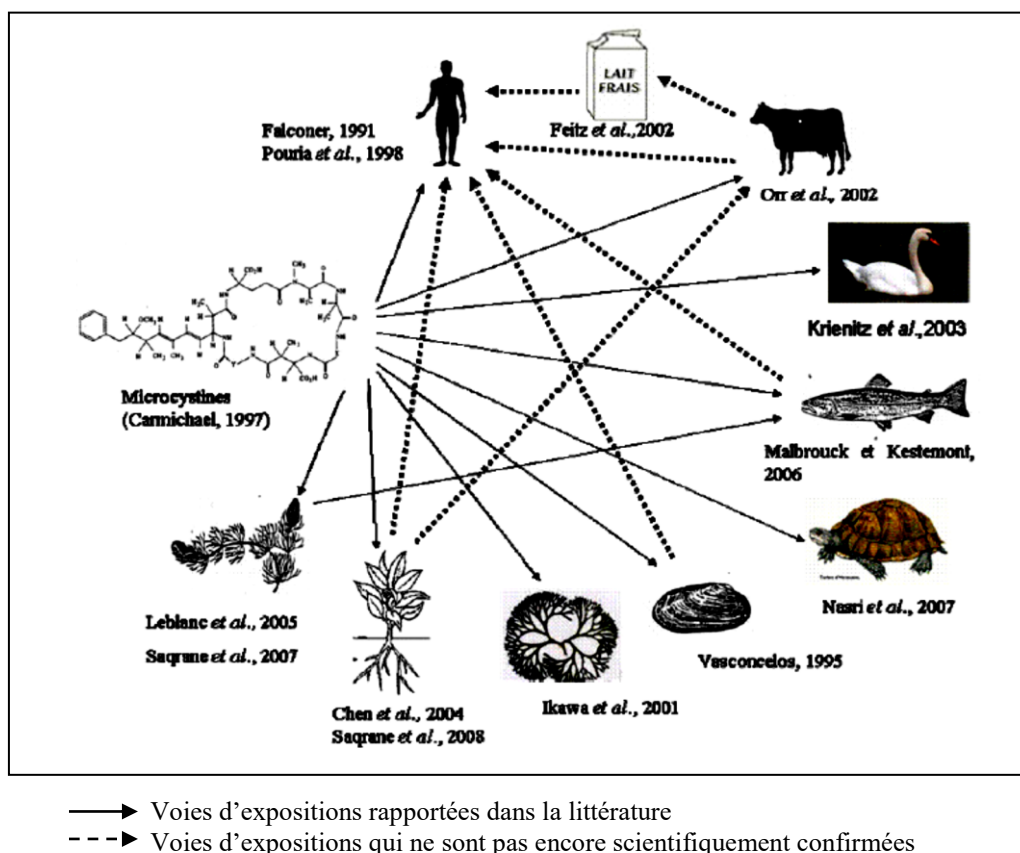 LAIT
FRAIS
Feitz et al.,2002
Falconer, 1991
Pouria et al., 1998
Orr et al., 2002
Krienitz et al.,2003
Microcystines
(Carmichael, 1997)
Malbrouck et Kestemont,
2006
Nasri et al., 2007
Leblanc et al., 2005
Saqrane et al., 2007
Vasconcelos, 1995
Chen et al., 2004
Saqrane et al., 2008
Ikawa et al., 2001
Voies d'expositions rapportées dans la littérature
Voies d'expositions qui ne sont pas encore scientifiquement confirmées